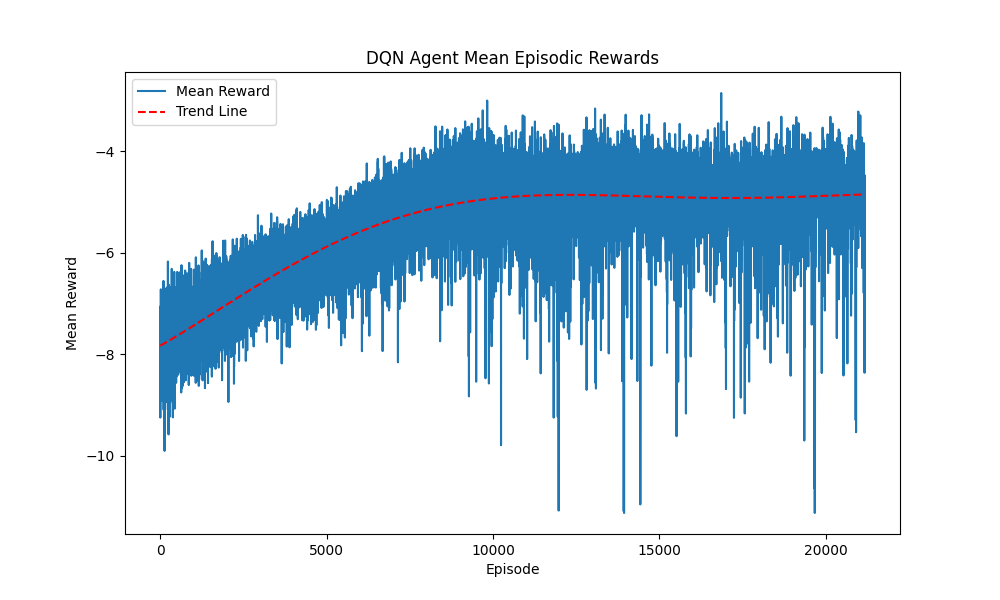 DQN Agent Mean Episodic Rewards
Mean Reward
Trend Line
−4
−6
−8
−10
Mean Reward
0
5000
10000
15000
20000
Episode